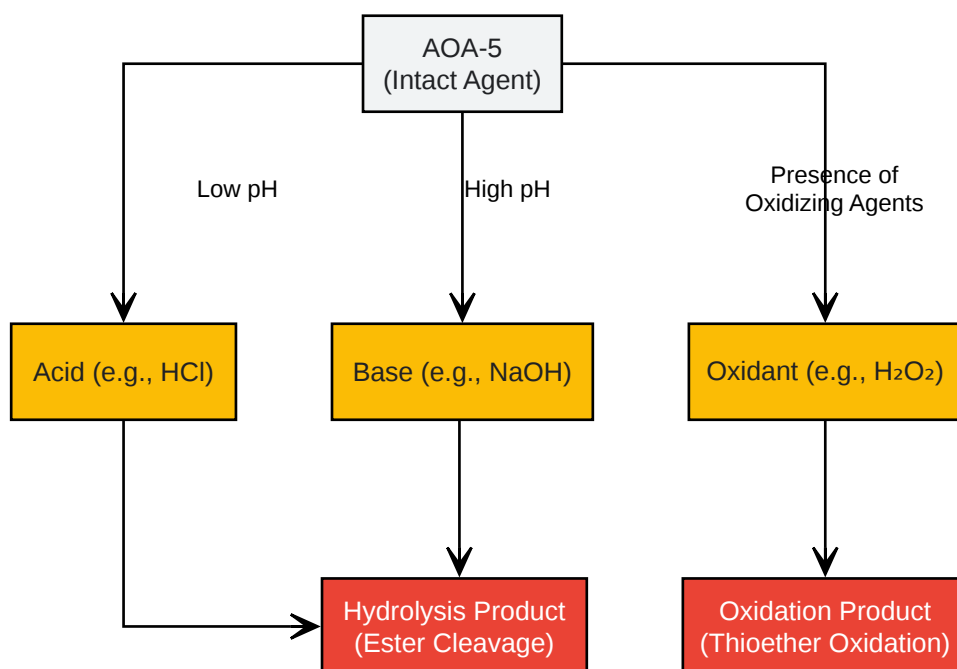 AOA-5
(Intact Agent)
Low pH
High pH
Presence of
Oxidizing Agents
Acid (e.g., HCl)
Base (e.g., NaOH)
Oxidant (e.g., H₂O₂)
Hydrolysis Product
(Ester Cleavage)
Oxidation Product
(Thioether Oxidation)